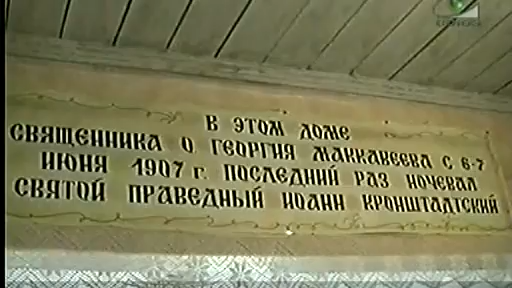 В ЭТОМ ДОМЕ
СВЯЩЕННИКА О. ГЕОРГИЯ МАККАВЕЕВА С 6-7
ИЮНЯ 1907 Г. ПОСЛЕДНИЙ РАЗ НОЧЕВАЛ
СВЯТОЙ ПРАВЕДНЫЙ ИОАНН КРОНШТАДТСКИЙ